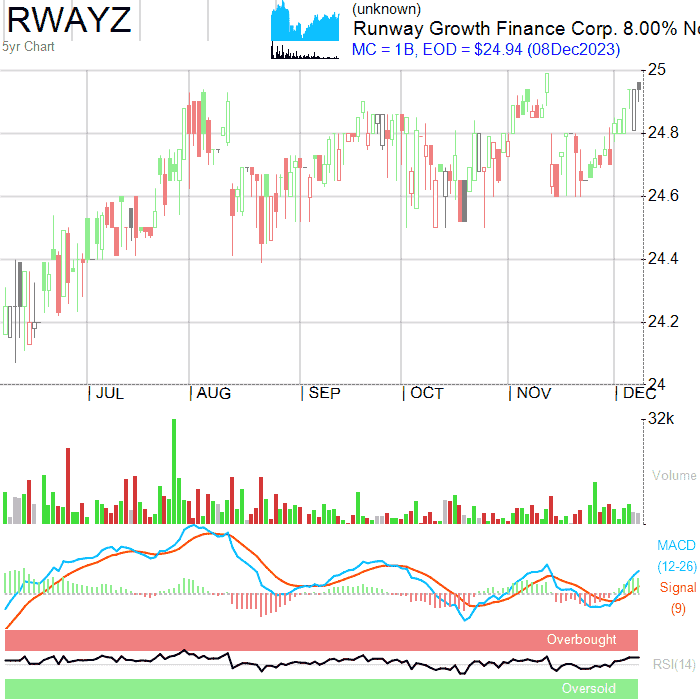 RWAYZ
5yr Chart
(unknown)
Runway Growth Finance Corp. 8.00% No
MC = 1B, EOD = $24.94 (08Dec2023)
25
24.8
24.6
24.4
24.2
24
JUL AUG SEP OCT NOV DEC
32k
Volume
MACD
(12-26)
Signal
(9)
Overbought
RSI(14)
Oversoid